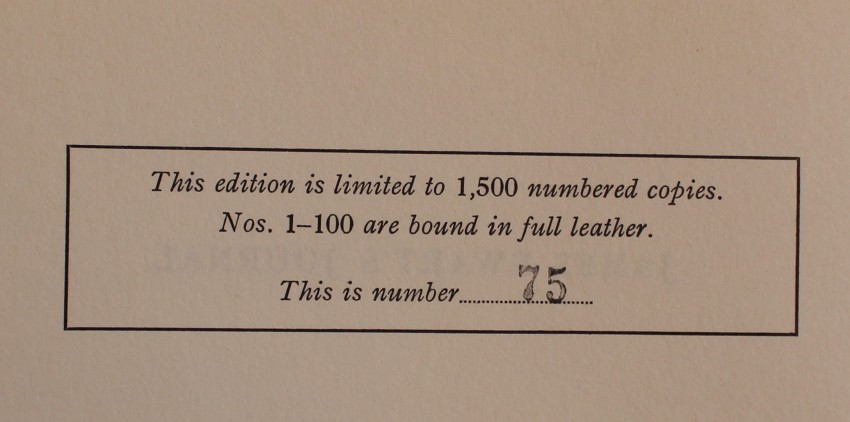 This edition is limited to 1,500 numbered copies.
Nos. 1–100 are bound in full leather.
This is number 75